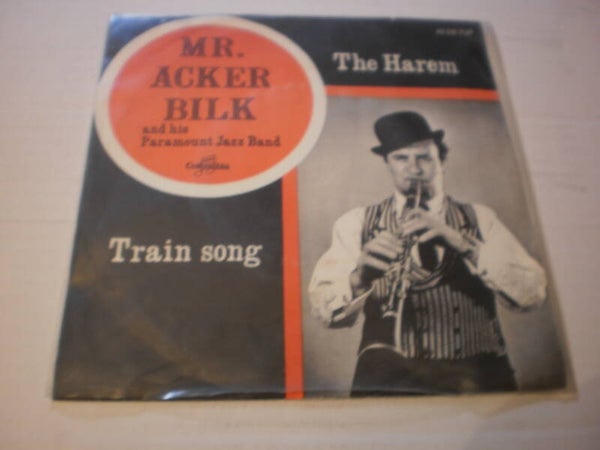 MR.
ACKER
BILK
and his
Paramount Jazz Band
Columbia
The Harem
Train song